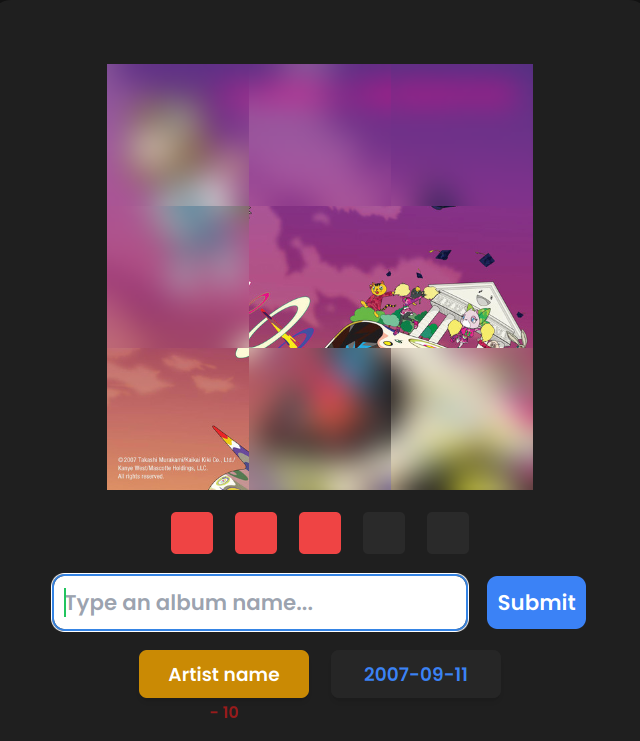 ©2007 Takashi Murakami/Kaikai Kiki Co., Ltd./
Kanye West/Mascotte Holdings, LLC.
All rights reserved.
Type an album name...
Submit
Artist name
2007-09-11
- 10